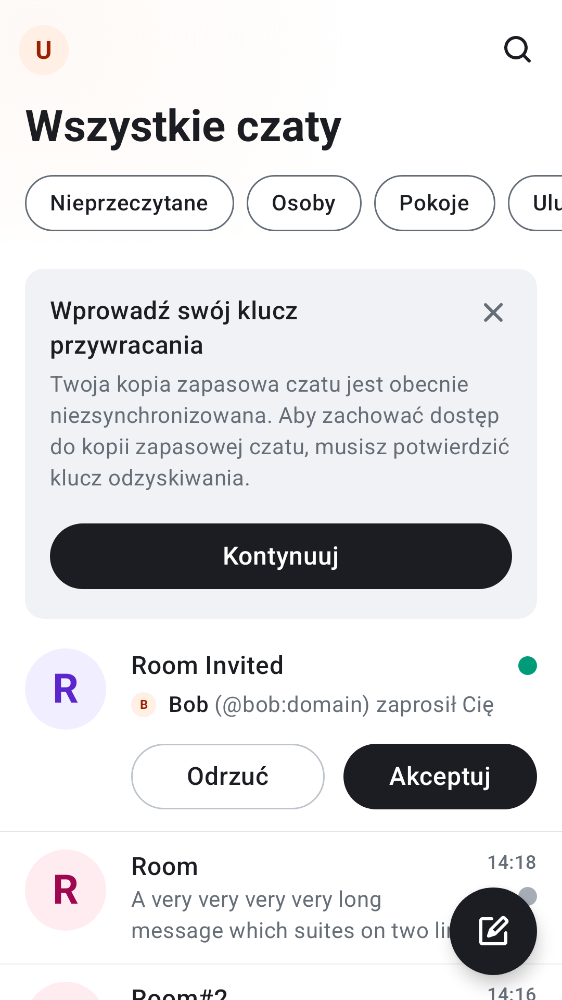 U
Wszystkie czaty
Nieprzeczytane Osoby Pokoje Ulu
Wprowadź swój klucz
przywracania
Twoja kopia zapasowa czatu jest obecnie
niezsynchronizowana. Aby zachować dostęp
do kopii zapasowej czatu, musisz potwierdzić
klucz odzyskiwania.
Kontynuuj
R
Room Invited
B Bob (@bob:domain) zaprosił Cię
Odrzuć Akceptuj
R
Room 14:18
A very very very very long
message which suites on two
Room#2 14:16